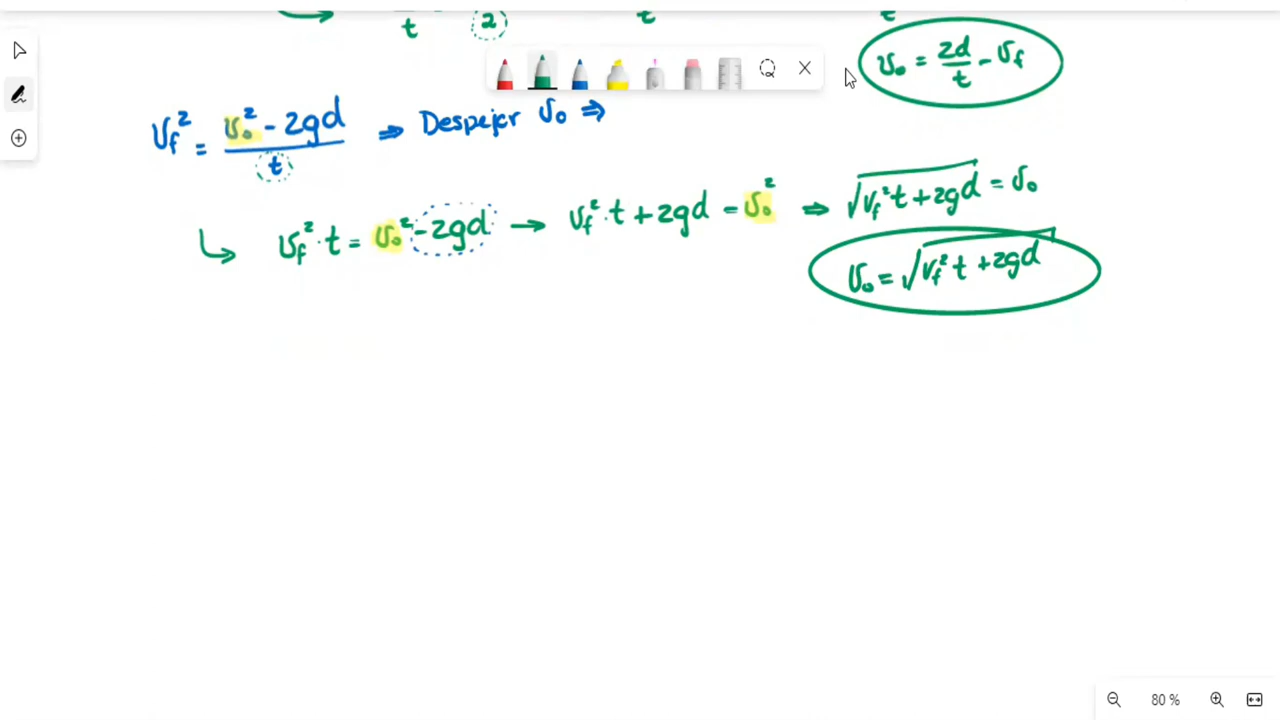 t 2 t t
v₀ = 2d/t - v_f
v_f² = v₀² - 2gd / t ⇒ Despejar v₀ ⇒
↳ v_f² · t = v₀² - 2gd → v_f² · t + 2gd = v₀² ⇒ √v_f² t + 2gd = v₀
v₀ = √v_f² t + 2gd
80 %